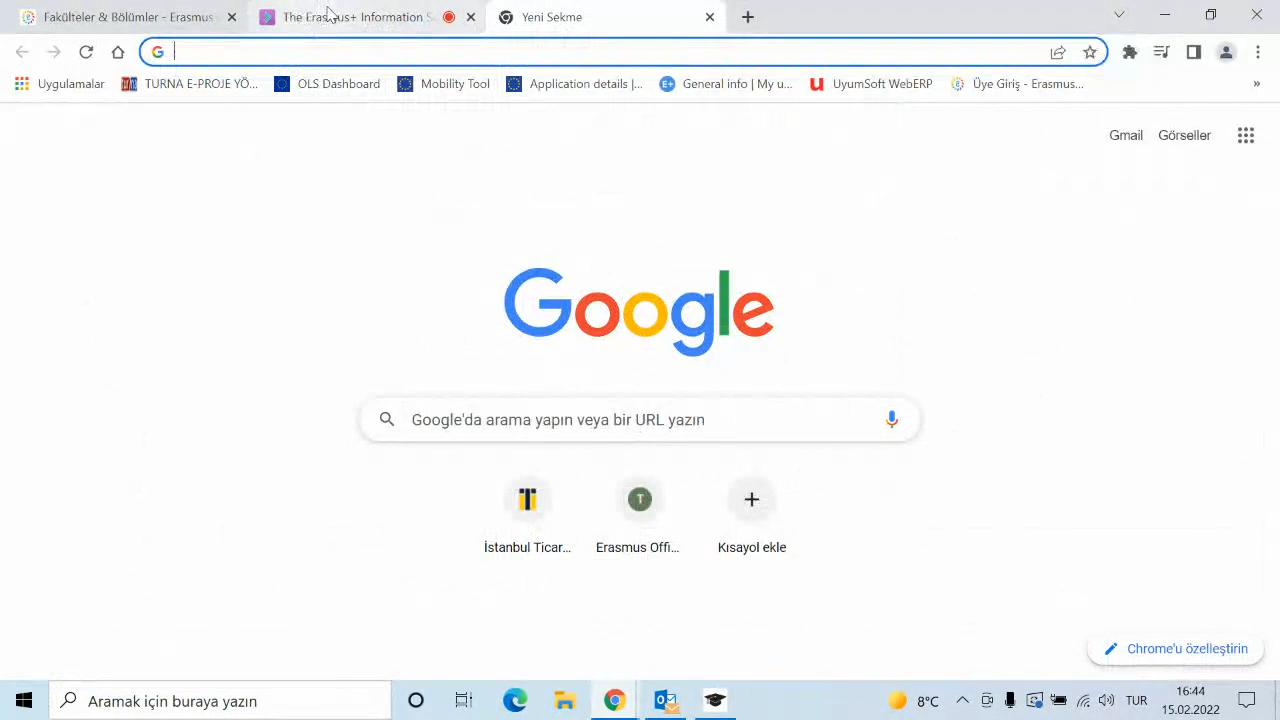 Fakülteler & Bölümler - Erasmus
The Erasmus+ Information S
Yeni Sekme
Uygulamalar
TURNA E-PROJE YÖ...
OLS Dashboard
Mobility Tool
Application details |...
General info | My u...
UyumSoft WebERP
Üye Giriş - Erasmus...
»
Gmail
Görseller
Google
Google'da arama yapın veya bir URL yazın
T
İstanbul Ticar...
Erasmus Offi...
Kısayol ekle
Chrome'u özelleştirin
Aramak için buraya yazın
8°C
TUR
16:44
15.02.2022